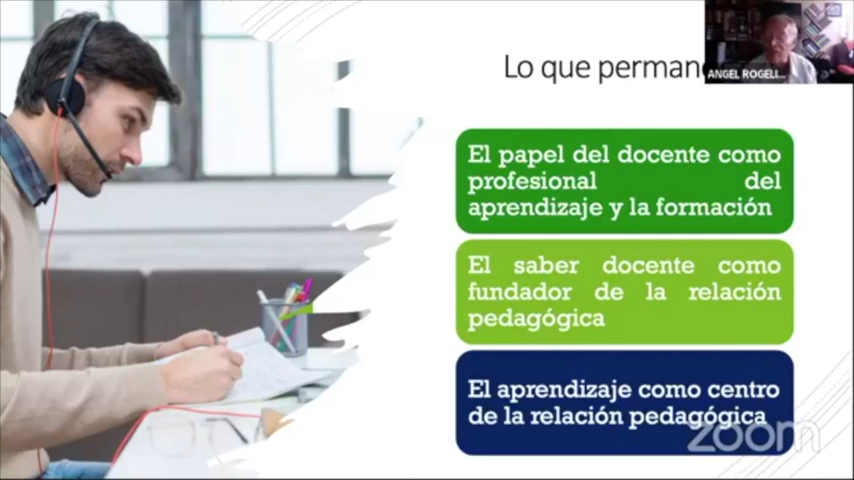 Lo que perman
ANGEL ROGELI...
El papel del docente como
profesional del
aprendizaje y la formación
El saber docente como
fundador de la relación
pedagógica
El aprendizaje como centro
de la relación pedagógica
zoom